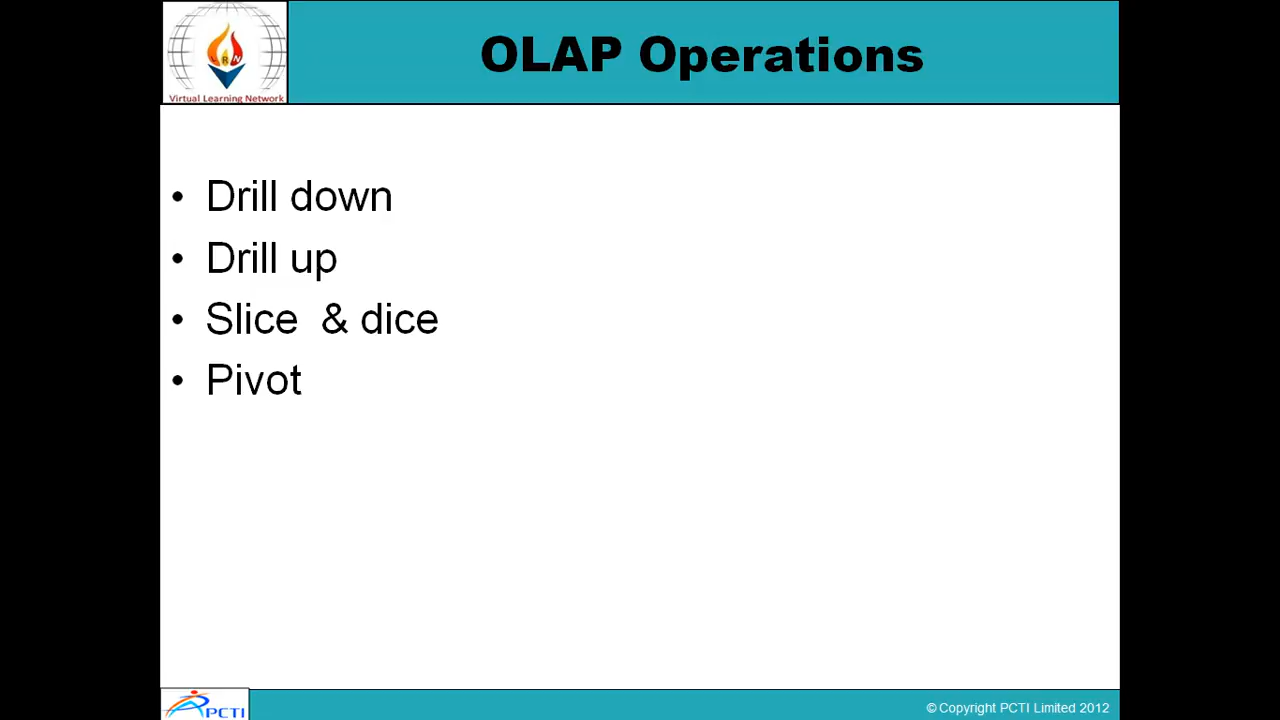 OLAP Operations
Virtual Learning Network
• Drill down
• Drill up
• Slice & dice
• Pivot
PCTI
© Copyright PCTI Limited 2012